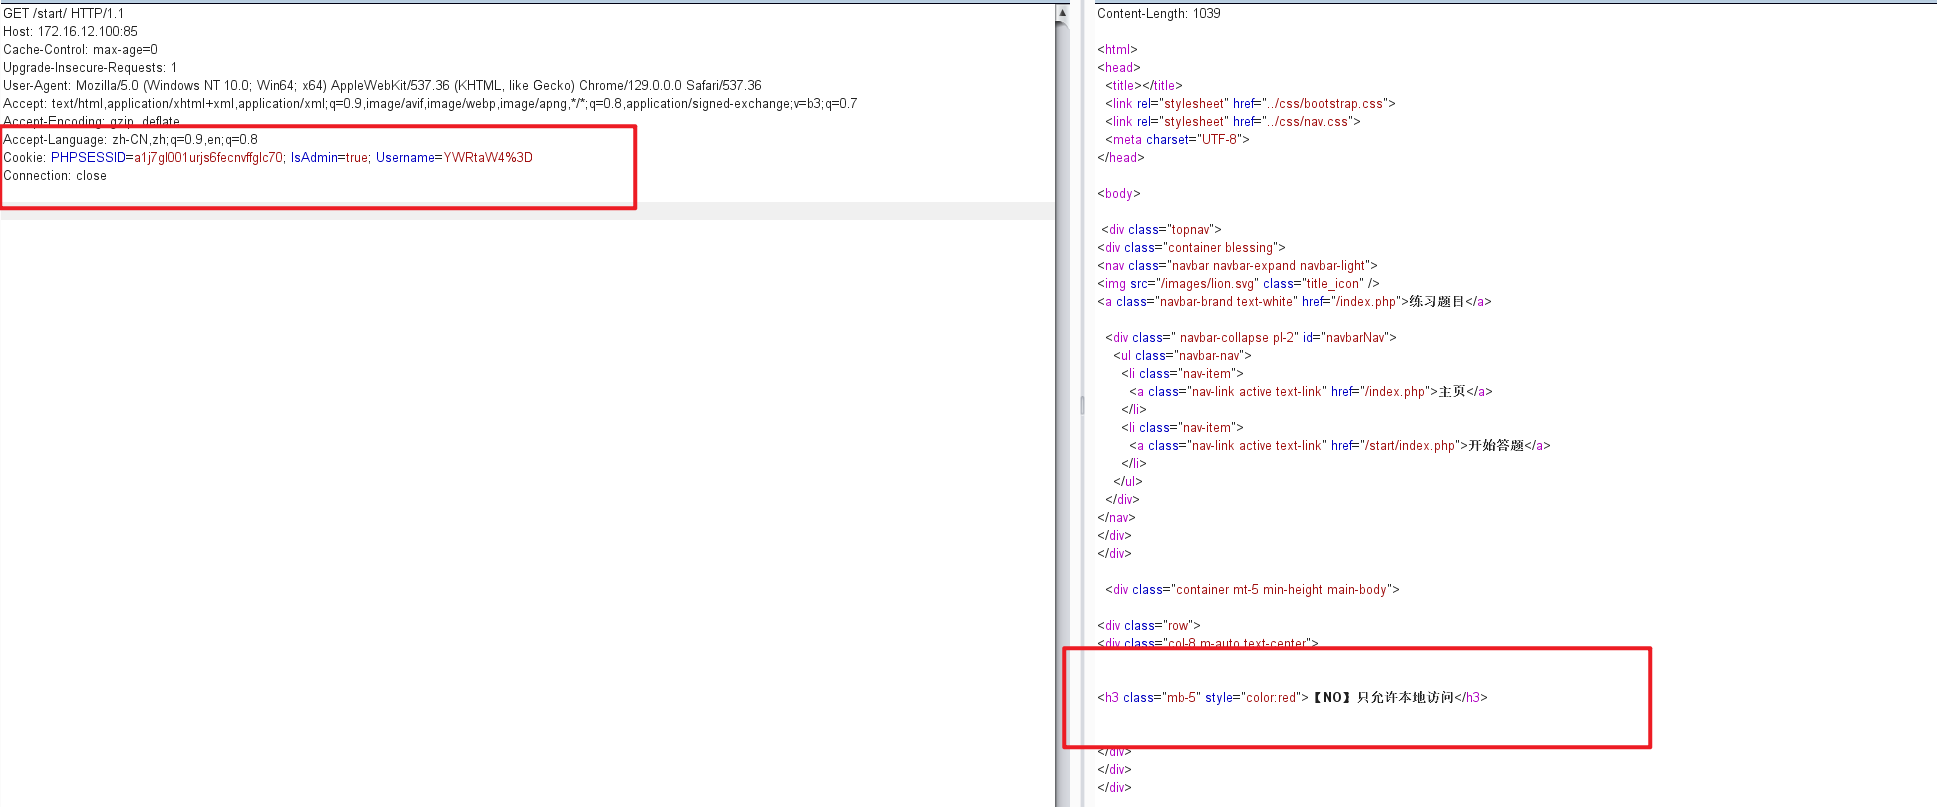 GET /start/ HTTP/1.1
Host: 172.16.12.100:85
Cache-Control: max-age=0
Upgrade-Insecure-Requests: 1
User-Agent: Mozilla/5.0 (Windows NT 10.0; Win64; x64) AppleWebKit/537.36 (KHTML, like Gecko) Chrome/129.0.0.0 Safari/537.36
Accept: text/html,application/xhtml+xml,application/xml;q=0.9,image/avif,image/webp,image/apng,*/*;q=0.8,application/signed-exchange;v=b3;q=0.7
Accept-Encoding: gzip, deflate
Accept-Language: zh-CN,zh;q=0.9,en;q=0.8
Cookie: PHPSESSID=a1j7gl001urjs6fecnvffglc70; IsAdmin=true; Username=YWRtaW4%3D
Connection: close
Content-Length: 1039
<html>
<head>
<title></title>
<link rel="stylesheet" href="../css/bootstrap.css">
<link rel="stylesheet" href="../css/nav.css">
<meta charset="UTF-8">
</head>
<body>
<div class="topnav">
<div class="container blessing">
<nav class="navbar navbar-expand navbar-light">
<img src="/images/lion.svg" class="title_icon" />
<a class="navbar-brand text-white" href="/index.php">练习题目</a>
<div class=" navbar-collapse pl-2" id="navbarNav">
<ul class="navbar-nav">
<li class="nav-item">
<a class="nav-link active text-link" href="/index.php">主页</a>
</li>
<li class="nav-item">
<a class="nav-link active text-link" href="/start/index.php">开始答题</a>
</li>
</ul>
</div>
</nav>
</div>
</div>
<div class="container mt-5 min-height main-body">
<div class="row">
<div class="col-8 m-auto text-center">
<h3 class="mb-5" style="color:red">【NO】只允许本地访问</h3>
</div>
</div>
</div>